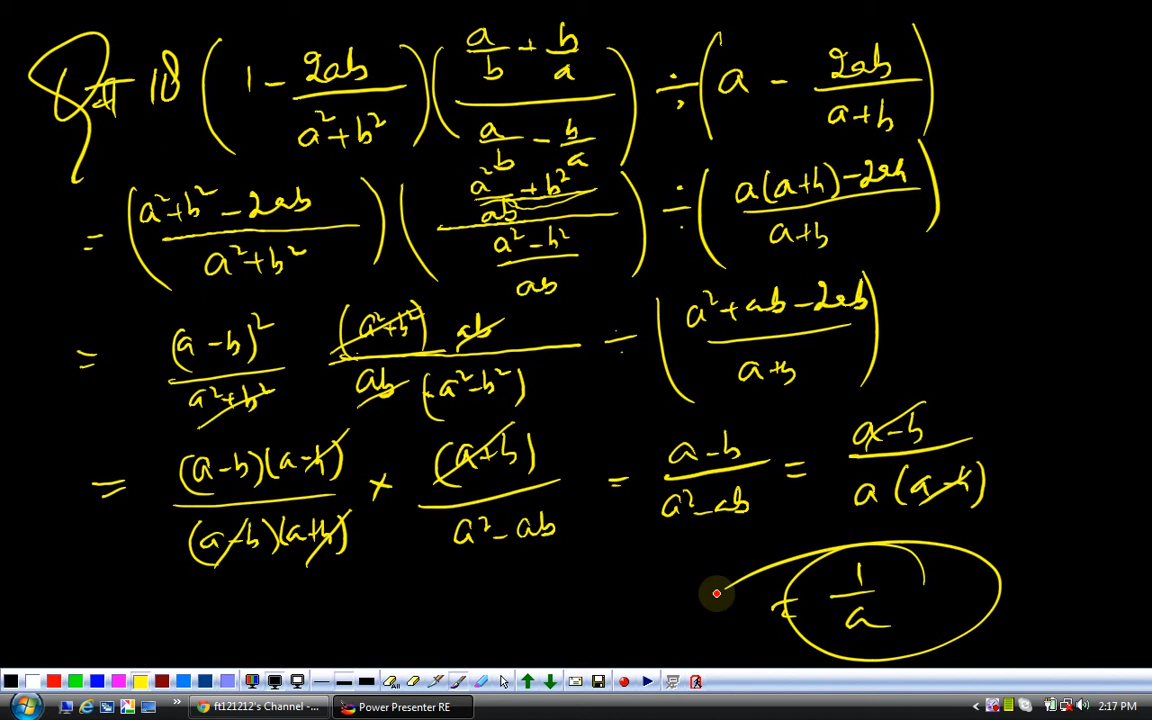 18 (1 - 2ab/(a²+b²)) ((a/b + b/a)/(a/b - b/a)) ÷ (a - 2ab/(a+b))
= ((a²+b² - 2ab)/(a²+b²)) (((a²+b²)/ab)/((a²-b²)/ab)) ÷ ((a(a+b) - 2ab)/(a+b))
= (a-b)²/(a²+b²) (a²+b²) ab/(ab (a²-b²)) ÷ ((a²+ab-2ab)/(a+b))
= (a-b)(a-b)/((a-b)(a+b)) × (a+b)/(a²-ab) = (a-b)/(a²-ab) = (a-b)/(a(a-b))
= 1/a
ft121212's Channel -... Power Presenter RE 2:17 PM